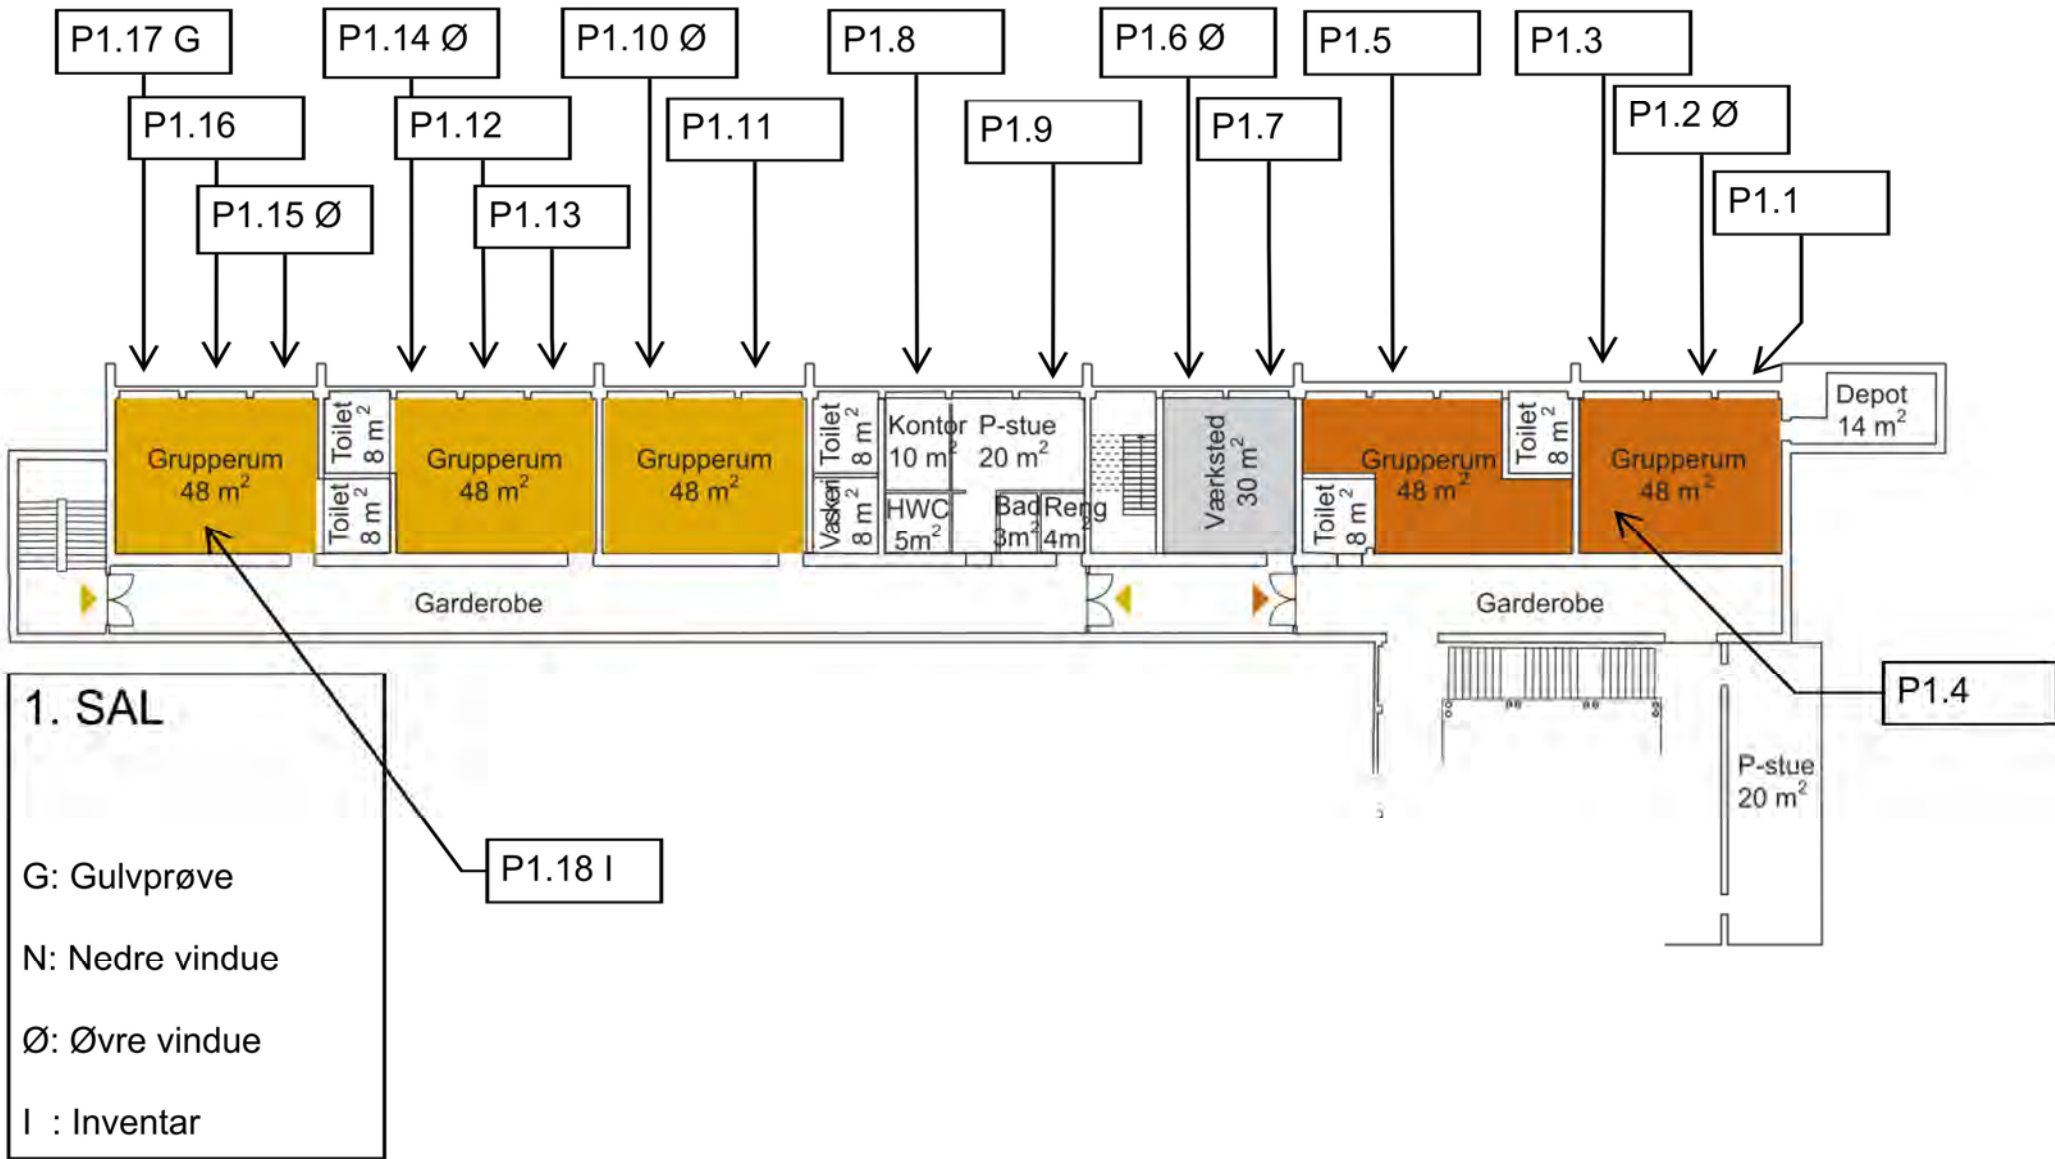 P1.17 G
P1.14 Ø
P1.10 Ø
P1.8
P1.6 Ø
P1.5
P1.3
P1.16
P1.12
P1.11
P1.9
P1.7
P1.2 Ø
P1.15 Ø
P1.13
P1.1
Grupperum
48 m²
Toilet
8 m²
Toilet
8 m²
Grupperum
48 m²
Grupperum
48 m²
Toilet
8 m²
Vaskeri
8 m²
Kontor
10 m²
P-stue
20 m²
HWC
5m²
Bad
3m²
Reng
4m²
Værksted
30 m²
Grupperum
48 m²
Toilet
8 m²
Toilet
8 m²
Grupperum
48 m²
Depot
14 m²
Garderobe
Garderobe
P1.4
P-stue
20 m²
P1.18 I
1. SAL
G: Gulvprøve
N: Nedre vindue
Ø: Øvre vindue
I : Inventar